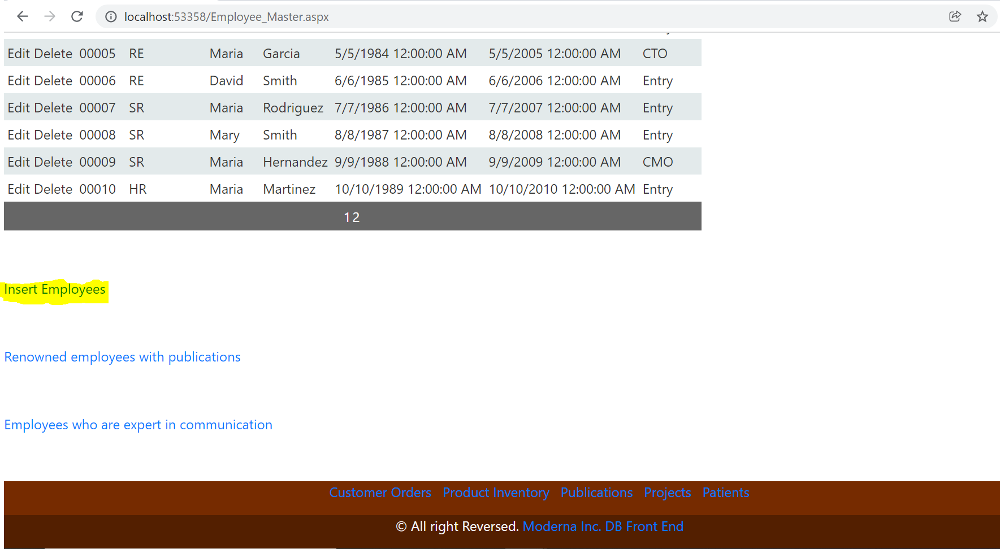 localhost:53358/Employee_Master.aspx
Edit Delete 00005 RE Maria Garcia 5/5/1984 12:00:00 AM 5/5/2005 12:00:00 AM CTO
Edit Delete 00006 RE David Smith 6/6/1985 12:00:00 AM 6/6/2006 12:00:00 AM Entry
Edit Delete 00007 SR Maria Rodriguez 7/7/1986 12:00:00 AM 7/7/2007 12:00:00 AM Entry
Edit Delete 00008 SR Mary Smith 8/8/1987 12:00:00 AM 8/8/2008 12:00:00 AM Entry
Edit Delete 00009 SR Maria Hernandez 9/9/1988 12:00:00 AM 9/9/2009 12:00:00 AM CMO
Edit Delete 00010 HR Maria Martinez 10/10/1989 12:00:00 AM 10/10/2010 12:00:00 AM Entry
1 2
Insert Employees
Renowned employees with publications
Employees who are expert in communication
Customer Orders Product Inventory Publications Projects Patients
© All right Reversed. Moderna Inc. DB Front End